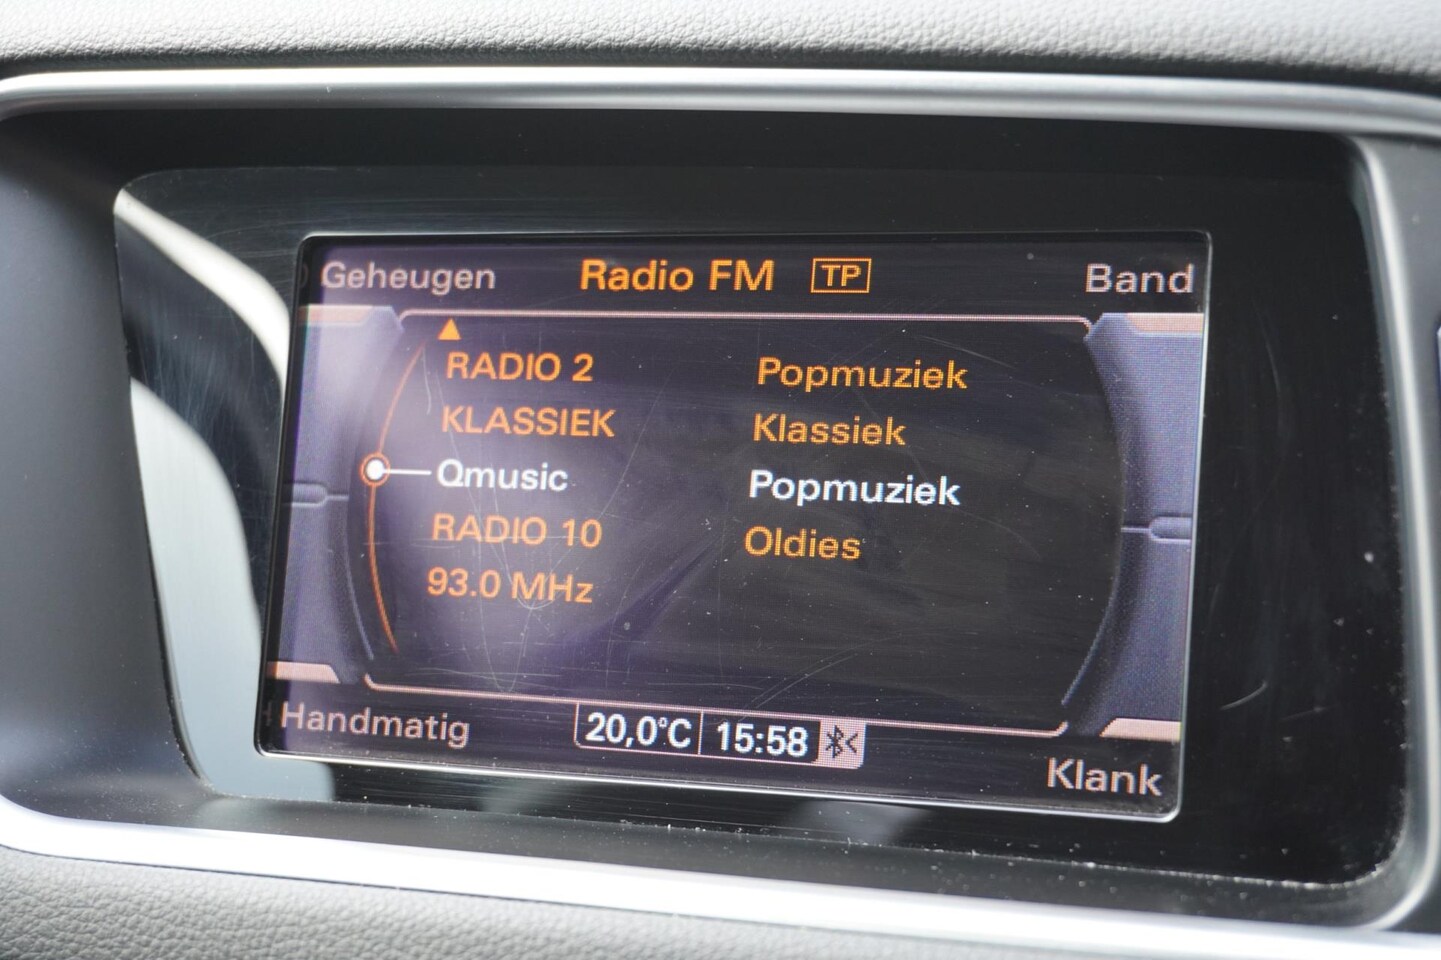 Geheugen Radio FM TP Band
RADIO 2 Popmuziek
KLASSIEK Klassiek
Qmusic Popmuziek
RADIO 10 Oldies
93.0 MHz
Handmatig 20,0°C 15:58
Klank